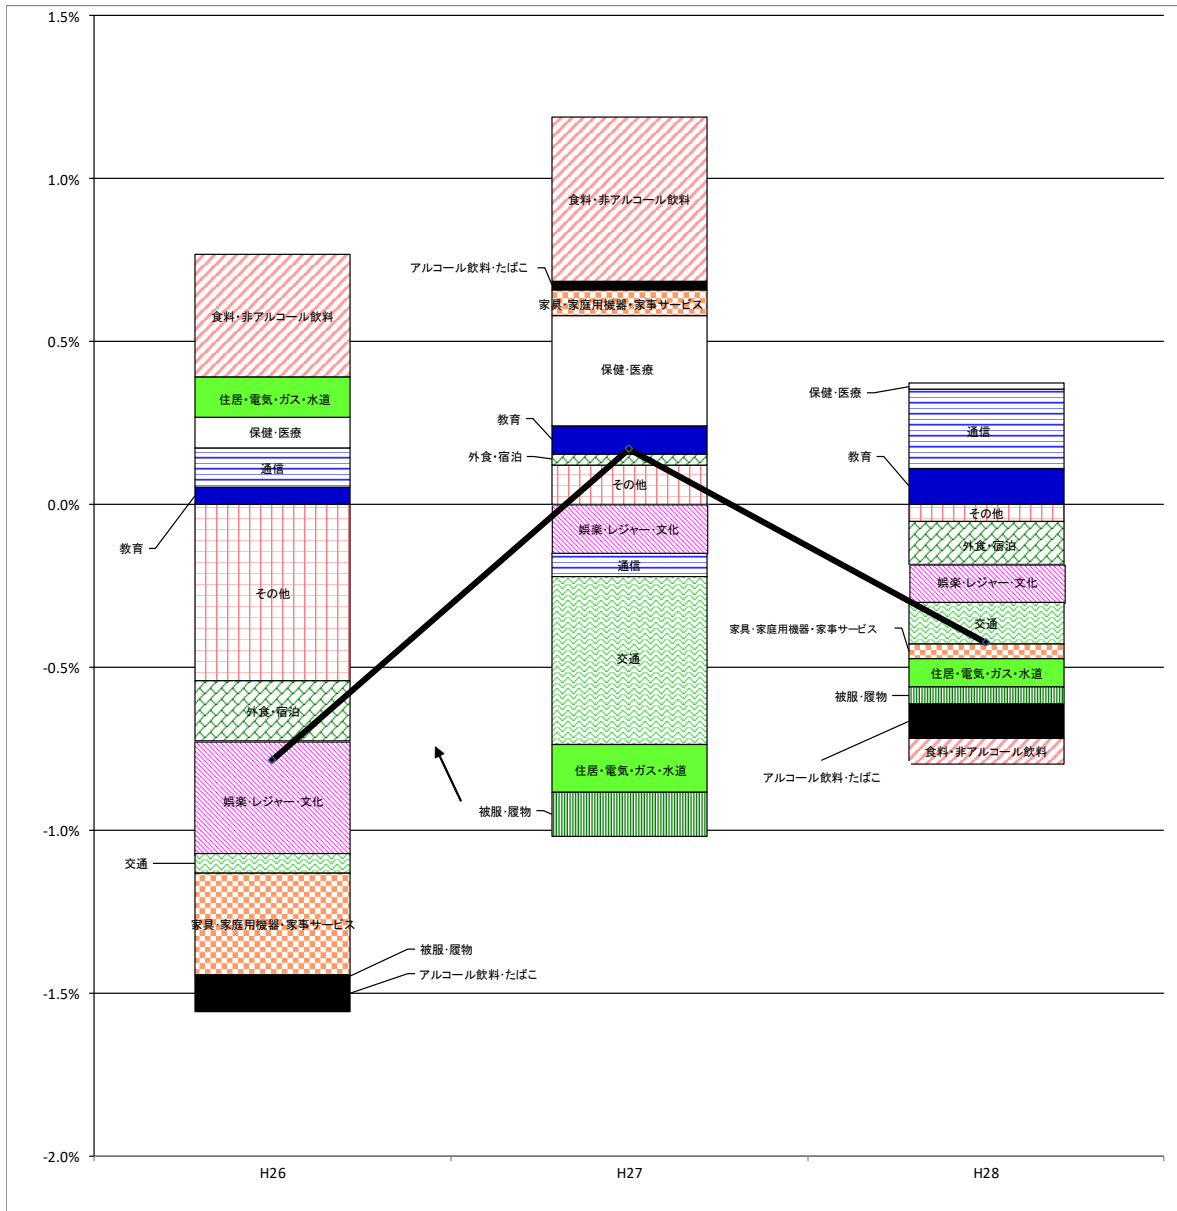 1.5%
1.0%
0.5%
0.0%
-0.5%
-1.0%
-1.5%
-2.0%
食料・非アルコール飲料
住居・電気・ガス・水道
保健・医療
通信
教育
その他
外食・宿泊
娯楽・レジャー・文化
交通
家具・家庭用機器・家事サービス
被服・履物
アルコール飲料・たばこ
食料・非アルコール飲料
アルコール飲料・たばこ
家具・家庭用機器・家事サービス
保健・医療
教育
外食・宿泊
その他
娯楽・レジャー・文化
通信
交通
住居・電気・ガス・水道
被服・履物
保健・医療
通信
教育
その他
外食・宿泊
娯楽・レジャー・文化
交通
家具・家庭用機器・家事サービス
住居・電気・ガス・水道
被服・履物
アルコール飲料・たばこ
食料・非アルコール飲料
H26
H27
H28